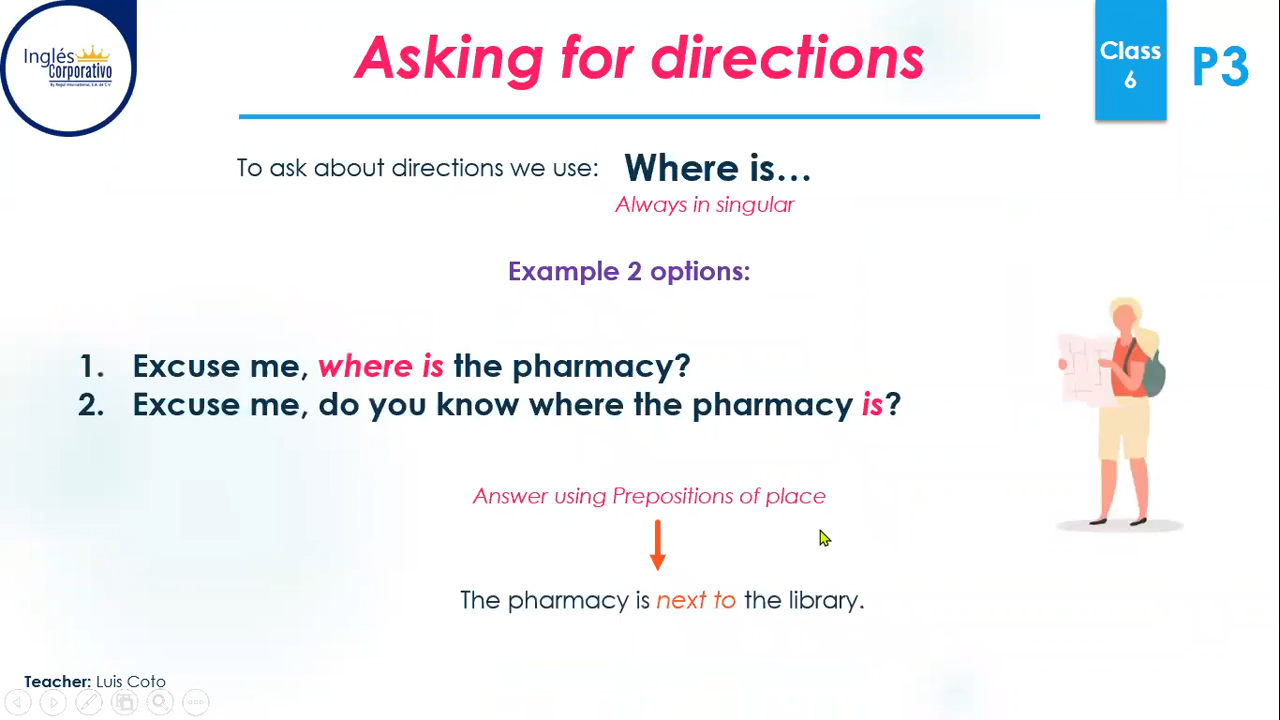 Inglés
Corporativo
Asking for directions
Class
6
P3
To ask about directions we use: Where is...
Always in singular
Example 2 options:
1. Excuse me, where is the pharmacy?
2. Excuse me, do you know where the pharmacy is?
Answer using Prepositions of place
The pharmacy is next to the library.
Teacher: Luis Coto